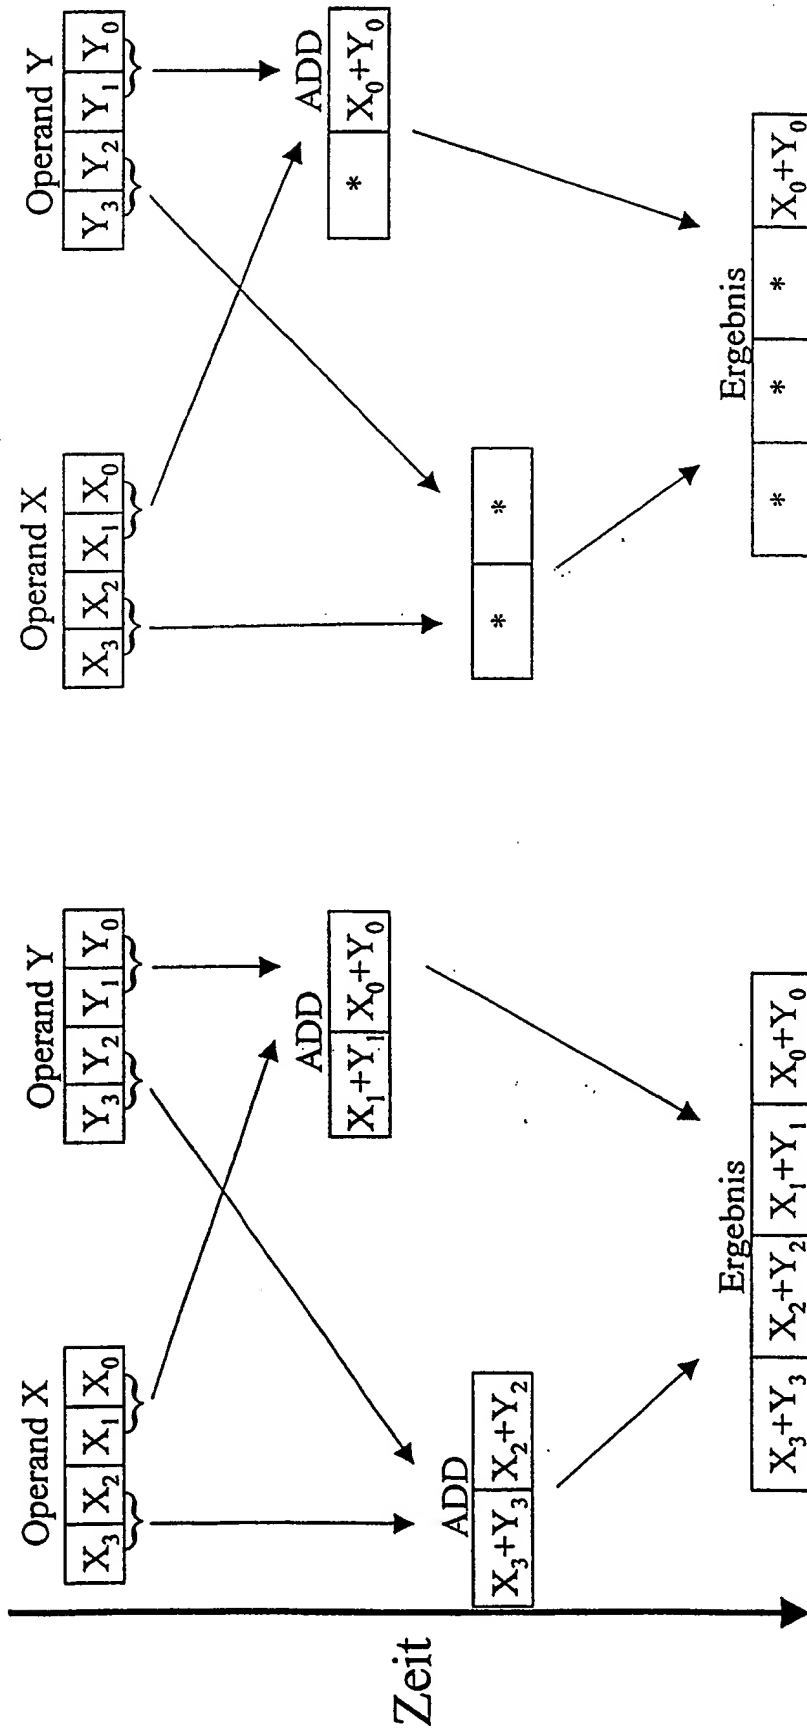 Operand X
X₃ X₂ X₁ X₀
Operand Y
Y₃ Y₂ Y₁ Y₀
ADD
X₁+Y₁ X₀+Y₀
ADD
X₃+Y₃ X₂+Y₂
Ergebnis
X₃+Y₃ X₂+Y₂ X₁+Y₁ X₀+Y₀
Zeit
Operand X
X₃ X₂ X₁ X₀
Operand Y
Y₃ Y₂ Y₁ Y₀
ADD
* X₀+Y₀
* *
Ergebnis
* * * X₀+Y₀